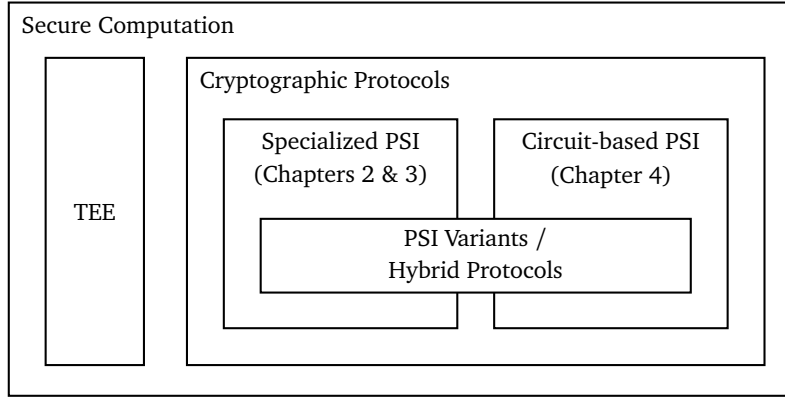 Secure Computation
Cryptographic Protocols
Specialized PSI
(Chapters 2 & 3)
Circuit-based PSI
(Chapter 4)
TEE
PSI Variants /
Hybrid Protocols